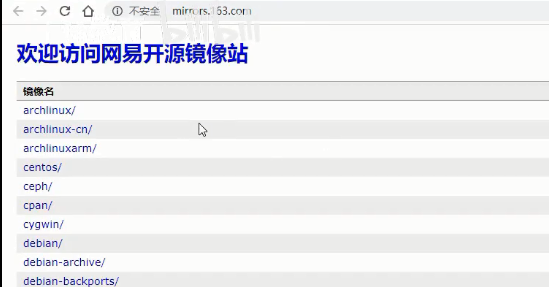 不安全 mirrors.163.com
欢迎访问网易开源镜像站
镜像名
archlinux/
archlinux-cn/
archlinuxarm/
centos/
ceph/
cpan/
cygwin/
debian/
debian-archive/
debian-backports/